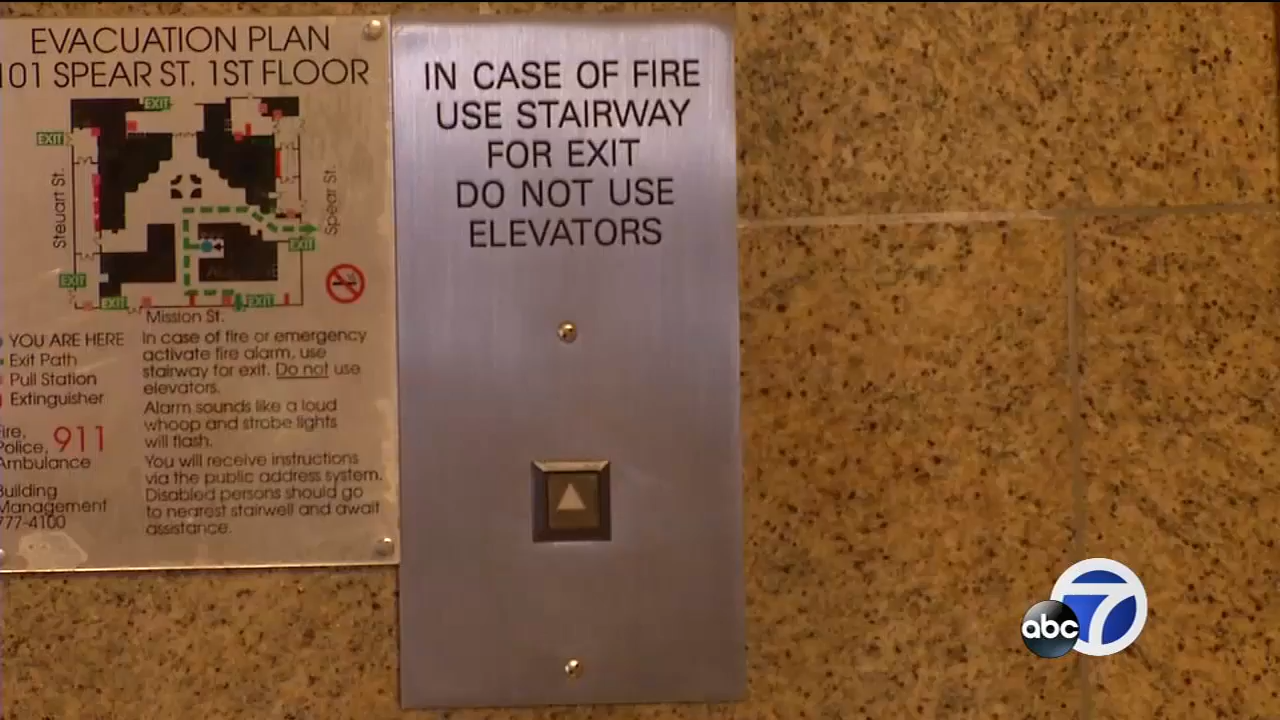 EVACUATION PLAN
101 SPEAR ST. 1ST FLOOR
EXIT
EXIT
Steuart St.
Spear St.
EXIT
EXIT
EXIT
EXIT
Mission St.
YOU ARE HERE
Exit Path
Pull Station
Extinguisher
Fire,
Police, 911
Ambulance
Building
Management
777-4100
In case of fire or emergency
activate fire alarm, use
stairway for exit. Do not use
elevators.
Alarm sounds like a loud
whoop and strobe lights
will flash.
You will receive instructions
via the public address system.
Disabled persons should go
to nearest stairwell and await
assistance.
IN CASE OF FIRE
USE STAIRWAY
FOR EXIT
DO NOT USE
ELEVATORS
abc 7